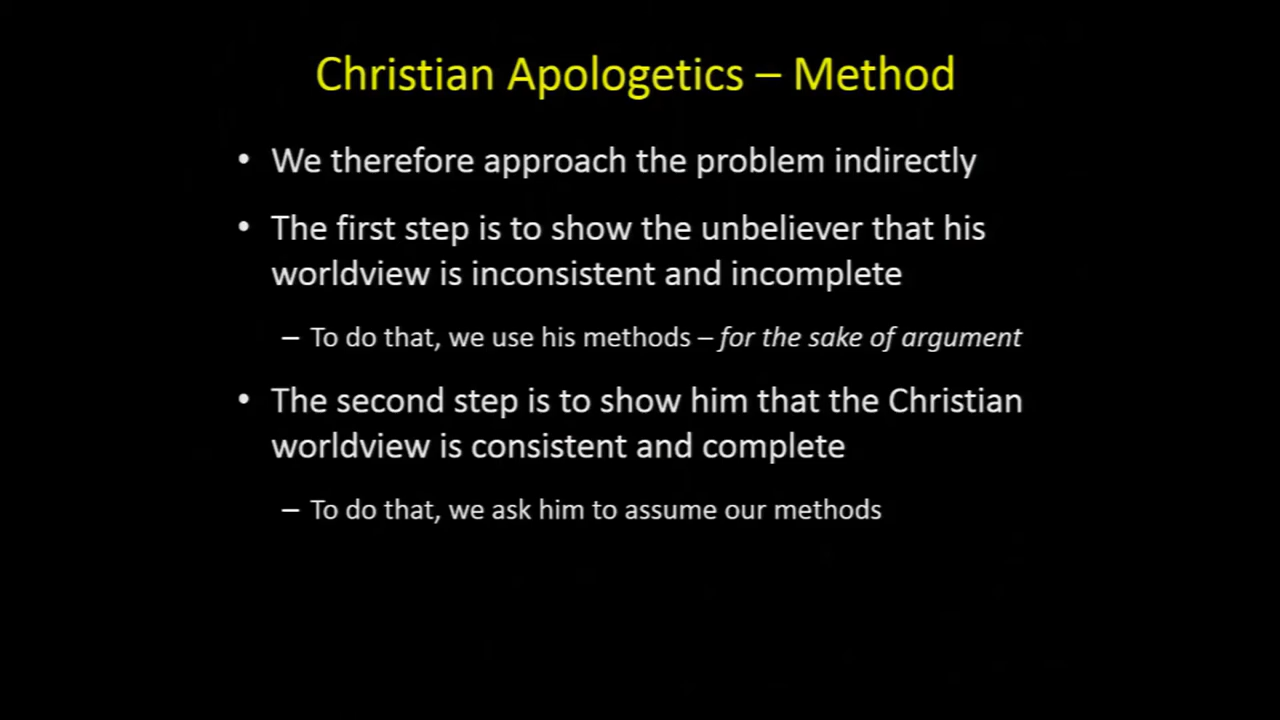 Christian Apologetics – Method
• We therefore approach the problem indirectly
• The first step is to show the unbeliever that his
worldview is inconsistent and incomplete
– To do that, we use his methods – for the sake of argument
• The second step is to show him that the Christian
worldview is consistent and complete
– To do that, we ask him to assume our methods